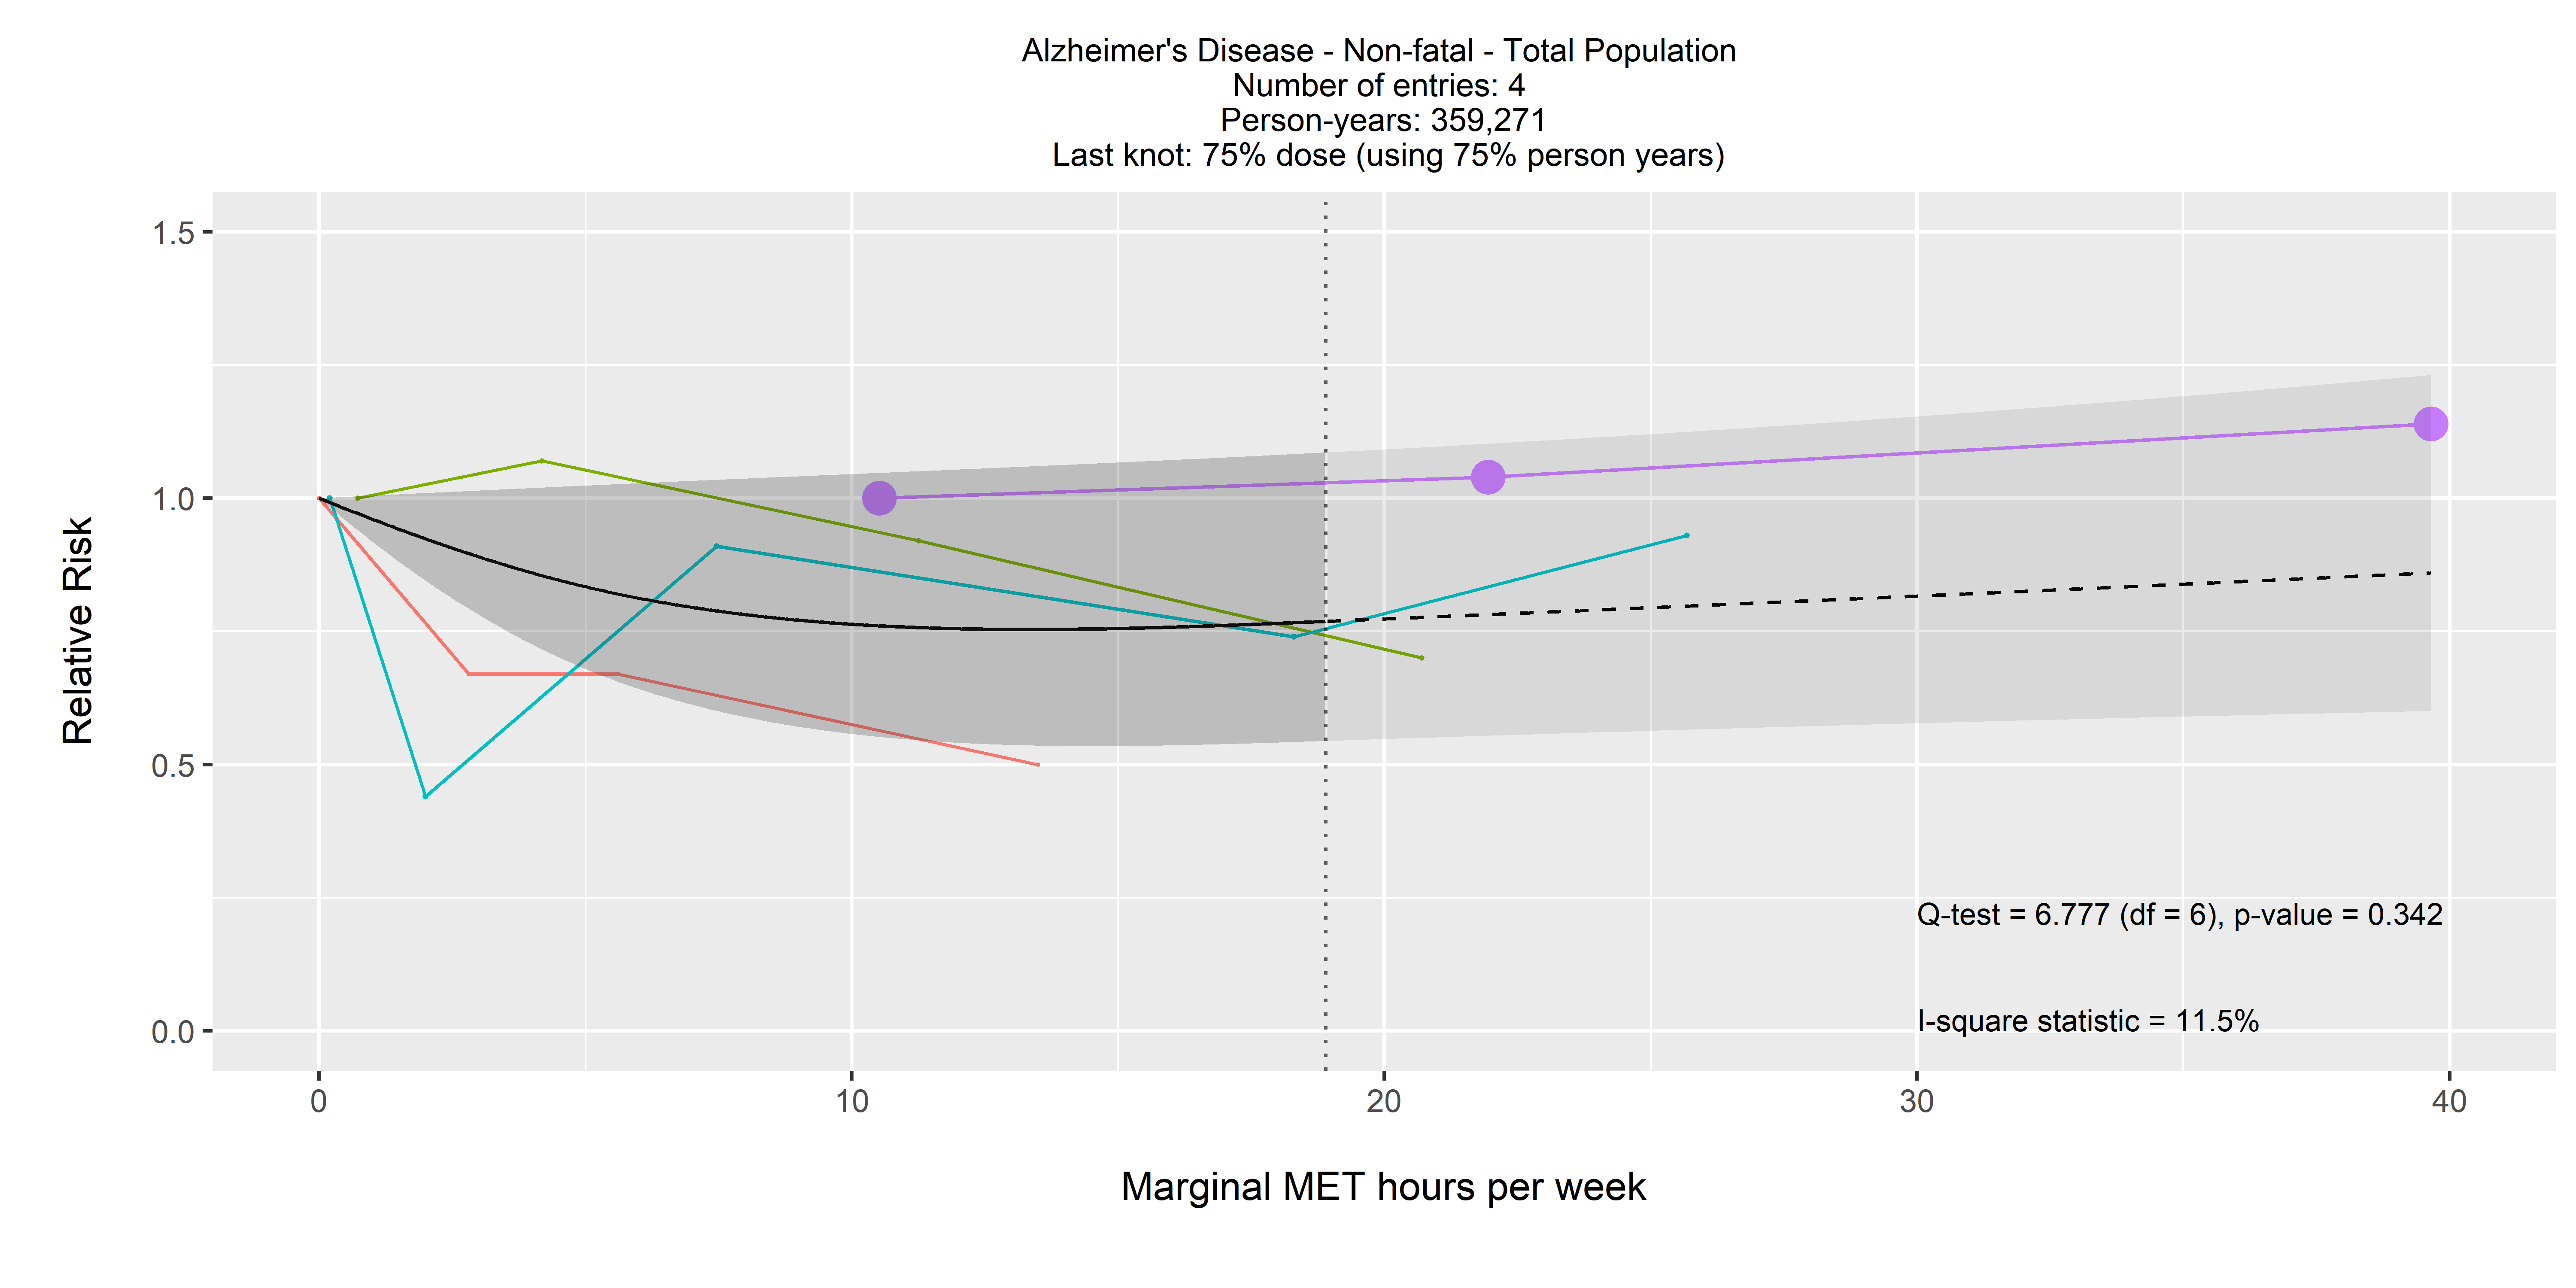 Alzheimer's Disease - Non-fatal - Total Population
Number of entries: 4
Person-years: 359,271
Last knot: 75% dose (using 75% person years)
1.5
1.0
0.5
0.0
Relative Risk
Q-test = 6.777 (df = 6), p-value = 0.342
I-square statistic = 11.5%
0 10 20 30 40
Marginal MET hours per week